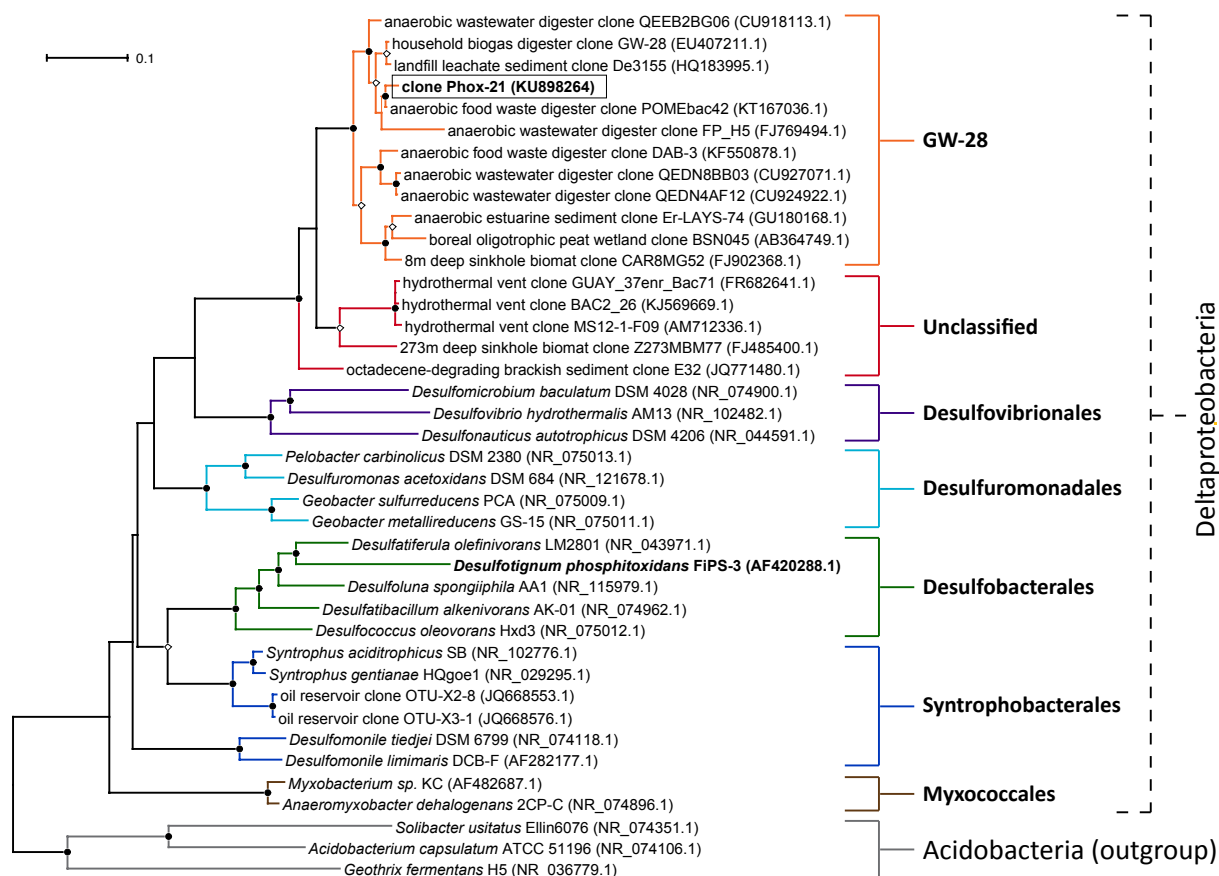 0.1
anaerobic wastewater digester clone QEEB2BG06 (CU918113.1)
household biogas digester clone GW-28 (EU407211.1)
landfill leachate sediment clone De3155 (HQ183995.1)
clone Phox-21 (KU898264)
anaerobic food waste digester clone POMEbac42 (KT167036.1)
anaerobic wastewater digester clone FP_H5 (FJ769494.1)
anaerobic food waste digester clone DAB-3 (KF550878.1)
anaerobic wastewater digester clone QEDN8BB03 (CU927071.1)
anaerobic wastewater digester clone QEDN4AF12 (CU924922.1)
anaerobic estuarine sediment clone Er-LAYS-74 (GU180168.1)
boreal oligotrophic peat wetland clone BSN045 (AB364749.1)
8m deep sinkhole biomat clone CAR8MG52 (FJ902368.1)
GW-28
hydrothermal vent clone GUAY_37enr_Bac71 (FR682641.1)
hydrothermal vent clone BAC2_26 (KJ569669.1)
hydrothermal vent clone MS12-1-F09 (AM712336.1)
273m deep sinkhole biomat clone Z273MBM77 (FJ485400.1)
octadecene-degrading brackish sediment clone E32 (JQ771480.1)
Unclassified
Desulfomicrobium baculatum DSM 4028 (NR_074900.1)
Desulfovibrio hydrothermalis AM13 (NR_102482.1)
Desulfonauticus autotrophicus DSM 4206 (NR_044591.1)
Desulfovibrionales
Pelobacter carbinolicus DSM 2380 (NR_075013.1)
Desulfuromonas acetoxidans DSM 684 (NR_121678.1)
Geobacter sulfurreducens PCA (NR_075009.1)
Geobacter metallireducens GS-15 (NR_075011.1)
Desulfuromonadales
Desulfatiferula olefinivorans LM2801 (NR_043971.1)
Desulfotignum phosphitoxidans FiPS-3 (AF420288.1)
Desulfoluna spongiiphila AA1 (NR_115979.1)
Desulfatibacillum alkenivorans AK-01 (NR_074962.1)
Desulfococcus oleovorans Hxd3 (NR_075012.1)
Desulfobacterales
Syntrophus aciditrophicus SB (NR_102776.1)
Syntrophus gentianae HQgoe1 (NR_029295.1)
oil reservoir clone OTU-X2-8 (JQ668553.1)
oil reservoir clone OTU-X3-1 (JQ668576.1)
Desulfomonile tiedjei DSM 6799 (NR_074118.1)
Desulfomonile limimaris DCB-F (AF282177.1)
Syntrophobacterales
Myxobacterium sp. KC (AF482687.1)
Anaeromyxobacter dehalogenans 2CP-C (NR_074896.1)
Myxococcales
Deltaproteobacteria
Solibacter usitatus Ellin6076 (NR_074351.1)
Acidobacterium capsulatum ATCC 51196 (NR_074106.1)
Geothrix fermentans H5 (NR_036779.1)
Acidobacteria (outgroup)